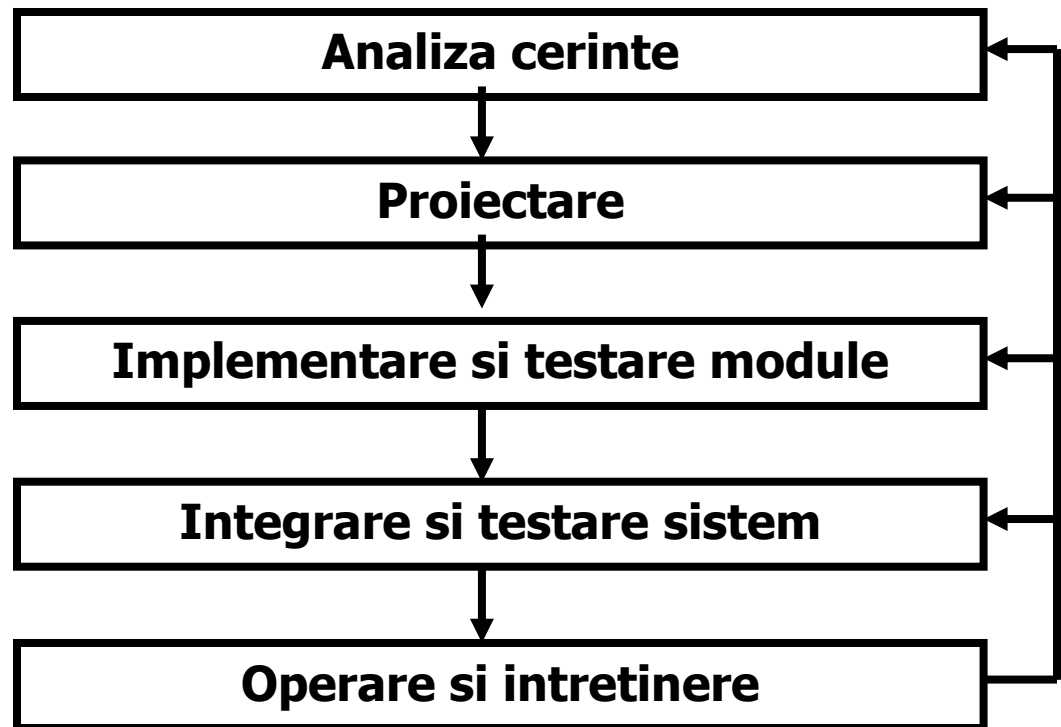 Analiza cerinte
Proiectare
Implementare si testare module
Integrare si testare sistem
Operare si intretinere